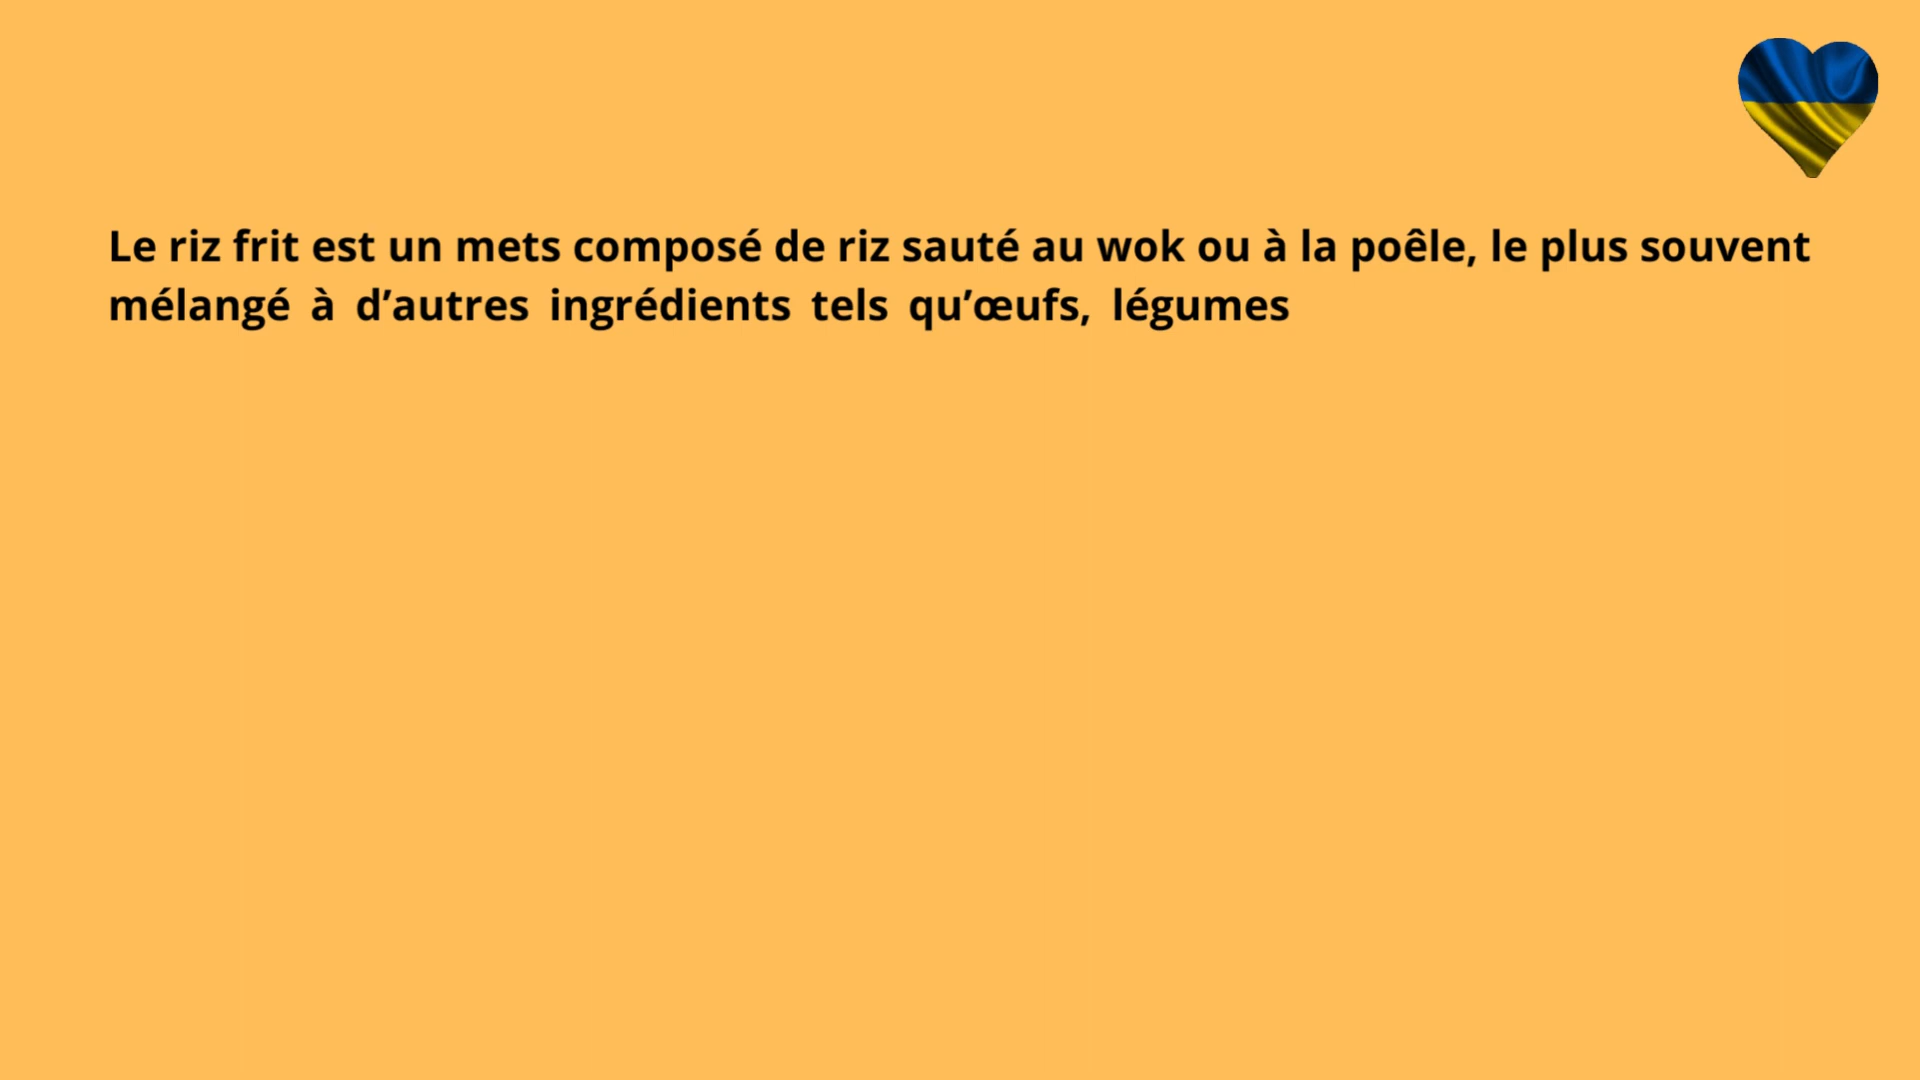 Le riz frit est un mets composé de riz sauté au wok ou à la poêle, le plus souvent
mélangé à d’autres ingrédients tels qu’œufs, légumes